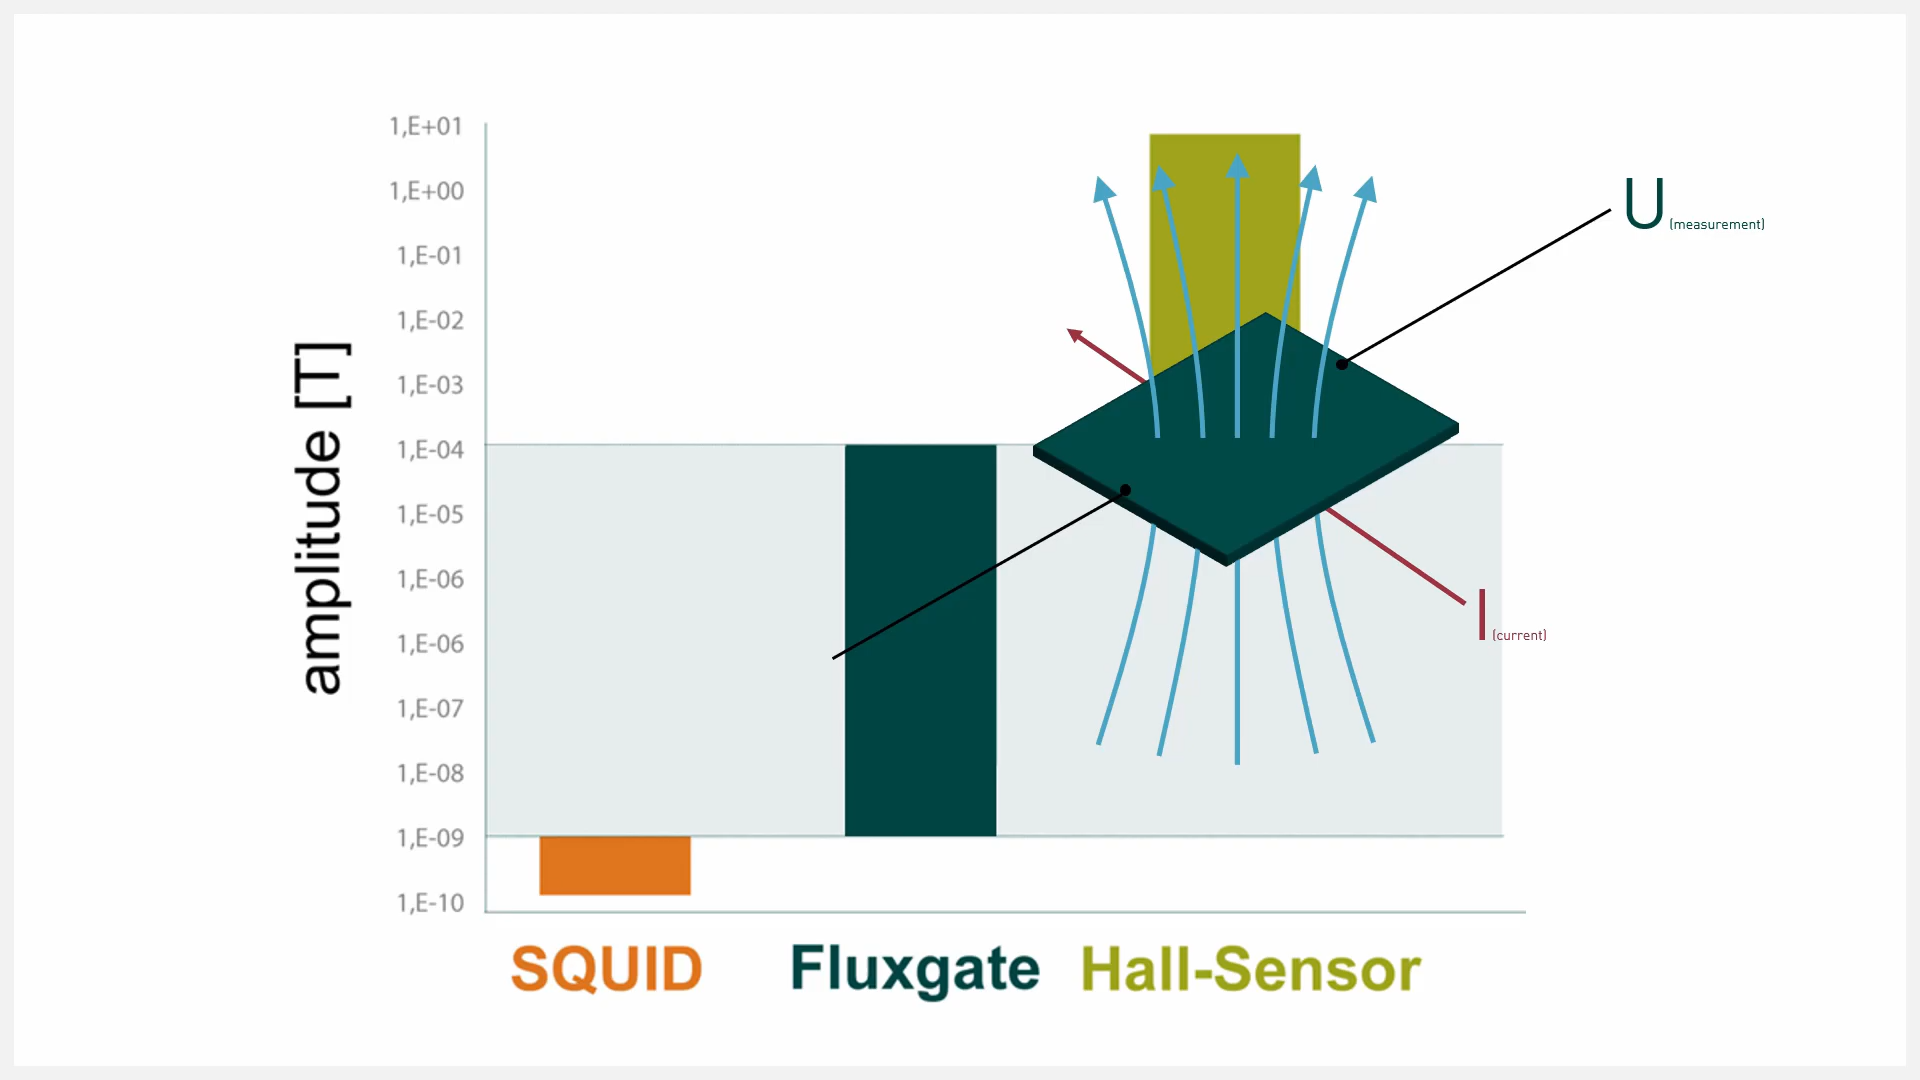 amplitude [T]
1,E+01
1,E+00
1,E-01
1,E-02
1,E-03
1,E-04
1,E-05
1,E-06
1,E-06
1,E-07
1,E-08
1,E-09
1,E-10
U (measurement)
I (current)
SQUID Fluxgate Hall-Sensor